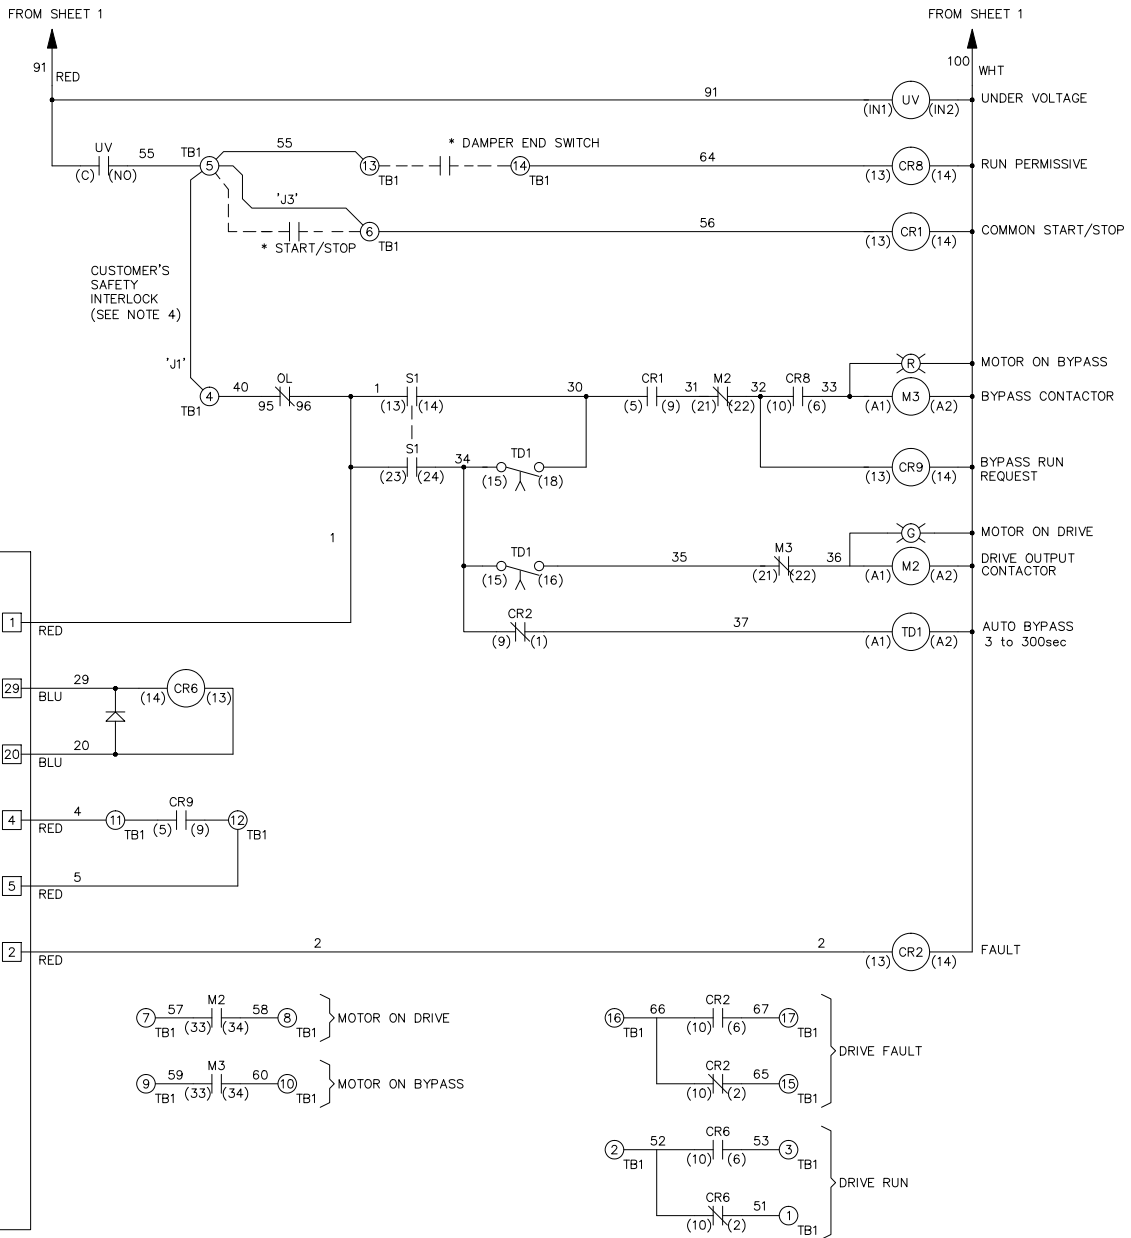 FROM SHEET 1
FROM SHEET 1
91
RED
100
WHT
91
(IN1)
UV
(IN2)
UNDER VOLTAGE
UV
(C)
(NO)
55
TB1
5
55
13
TB1
* DAMPER END SWITCH
14
TB1
64
(13)
CR8
(14)
RUN PERMISSIVE
'J3'
* START/STOP
6
TB1
56
(13)
CR1
(14)
COMMON START/STOP
CUSTOMER'S
SAFETY
INTERLOCK
(SEE NOTE 4)
'J1'
4
TB1
40
OL
95
96
1
S1
(13)
(14)
30
CR1
(5)
(9)
31
M2
(21)
(22)
32
CR8
(10)
(6)
33
R
MOTOR ON BYPASS
(A1)
M3
(A2)
BYPASS CONTACTOR
S1
(23)
(24)
34
TD1
(15)
(18)
(13)
CR9
(14)
BYPASS RUN
REQUEST
1
TD1
(15)
(16)
35
M3
(21)
(22)
36
G
MOTOR ON DRIVE
(A1)
M2
(A2)
DRIVE OUTPUT
CONTACTOR
CR2
(9)
(1)
37
(A1)
TD1
(A2)
AUTO BYPASS
3 to 300sec
1
RED
29
BLU
29
(14)
CR6
(13)
20
BLU
20
4
RED
4
11
TB1
CR9
(5)
(9)
12
TB1
5
RED
5
2
RED
2
2
(13)
CR2
(14)
FAULT
7
TB1
57
M2
(33)
(34)
58
8
TB1
MOTOR ON DRIVE
9
TB1
59
M3
(33)
(34)
60
10
TB1
MOTOR ON BYPASS
16
TB1
66
CR2
(10)
(6)
67
17
TB1
CR2
(10)
(2)
65
15
TB1
DRIVE FAULT
2
TB1
52
CR6
(10)
(6)
53
3
TB1
CR6
(10)
(2)
51
1
TB1
DRIVE RUN